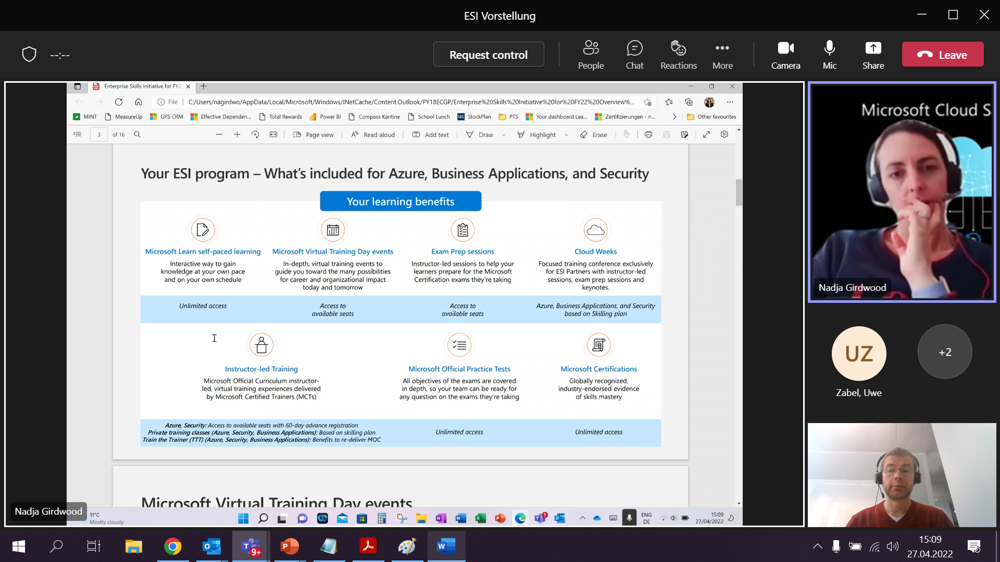 ESI Vorstellung
--:--
Request control
People
Chat
Reactions
More
Camera
Mic
Share
Leave
Enterprise Skills Initiative for FY2
File
C:/Users/nagirdwo/AppData/Local/Microsoft/Windows/INetCache/Content.Outlook/PY18ECGP/Enterprise%20Skills%20Initiative%20for%20FY22%20Overview%...
MINT
MeasureUp
GPS CRM
Effective Dependen...
Total Rewards
Power BI
Compass Kantine
School Lunch
MS
StockPlan
PTS
Your dashboard Lea...
Zertifizierungen - n...
Other favourites
3
of 16
Page view
Read aloud
Add text
Draw
Highlight
Erase
Your ESI program – What's included for Azure, Business Applications, and Security
Your learning benefits
Microsoft Learn self-paced learning
Interactive way to gain
knowledge at your own pace
and on your own schedule
Microsoft Virtual Training Day events
In-depth, virtual training events to
guide you toward the many possibilities
for career and organizational impact
today and tomorrow
Exam Prep sessions
Instructor-led sessions to help your
learners prepare for the Microsoft
Certification exams they're taking
Cloud Weeks
Focused training conference exclusively
for ESI Partners with instructor-led
sessions, exam prep sessions and
keynotes.
Unlimited access
Access to
available seats
Access to
available seats
Azure, Business Applications, and Security
based on Skilling plan
Instructor-led Training
Microsoft Official Curriculum instructor-
led, virtual training experiences delivered
by Microsoft Certified Trainers (MCTs)
Microsoft Official Practice Tests
All objectives of the exams are covered
in depth, so your team can be ready for
any question on the exams they're taking
Microsoft Certifications
Globally recognized,
industry-endorsed evidence
of skills mastery
Azure, Security: Access to available seats with 60-day advance registration
Private training classes (Azure, Security, Business Applications): Based on skilling plan
Train the Trainer (TTT) (Azure, Security, Business Applications): Benefits to re-deliver MOC
Unlimited access
Unlimited access
Microsoft Virtual Training Day events
Nadja Girdwood
11°C
Mostly cloudy
1
ENG
DE
15:09
27/04/2022
Microsoft Cloud S
Nadja Girdwood
UZ
Zabel, Uwe
+2
9+
15:09
27.04.2022